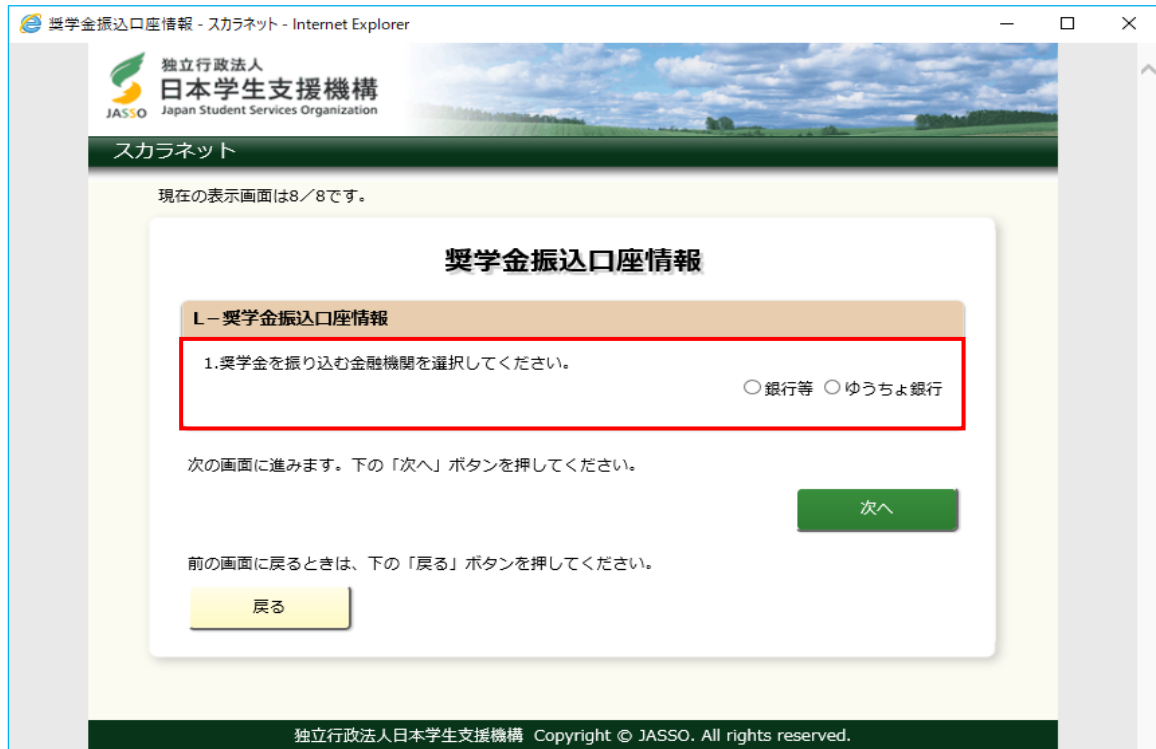 奨学金振込口座情報 - スカラネット - Internet Explorer
独立行政法人
日本学生支援機構
JASSO Japan Student Services Organization
スカラネット
現在の表示画面は8／8です。
奨学金振込口座情報
L－奨学金振込口座情報
1.奨学金を振り込む金融機関を選択してください。
銀行等 ゆうちょ銀行
次の画面に進みます。下の「次へ」ボタンを押してください。
次へ
前の画面に戻るときは、下の「戻る」ボタンを押してください。
戻る
独立行政法人日本学生支援機構 Copyright © JASSO. All rights reserved.